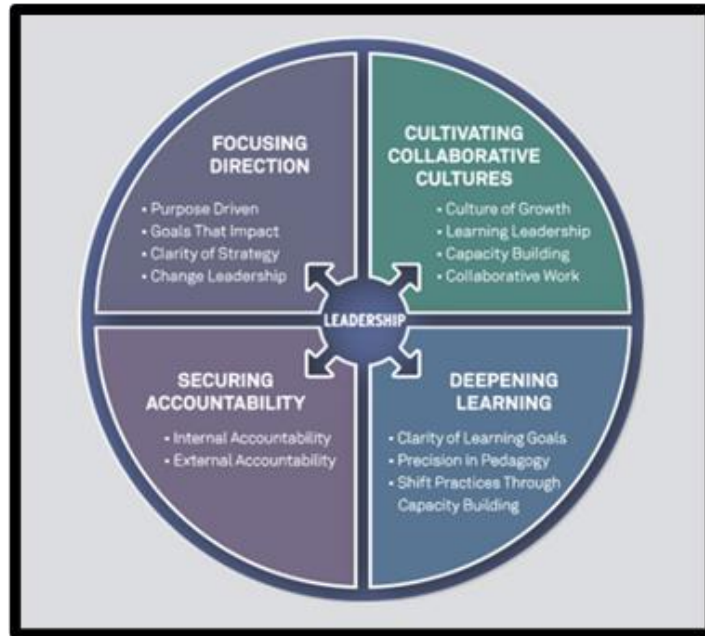 FOCUSING
DIRECTION
• Purpose Driven
• Goals That Impact
• Clarity of Strategy
• Change Leadership
CULTIVATING
COLLABORATIVE
CULTURES
• Culture of Growth
• Learning Leadership
• Capacity Building
• Collaborative Work
LEADERSHIP
SECURING
ACCOUNTABILITY
• Internal Accountability
• External Accountability
DEEPENING
LEARNING
• Clarity of Learning Goals
• Precision in Pedagogy
• Shift Practices Through
Capacity Building